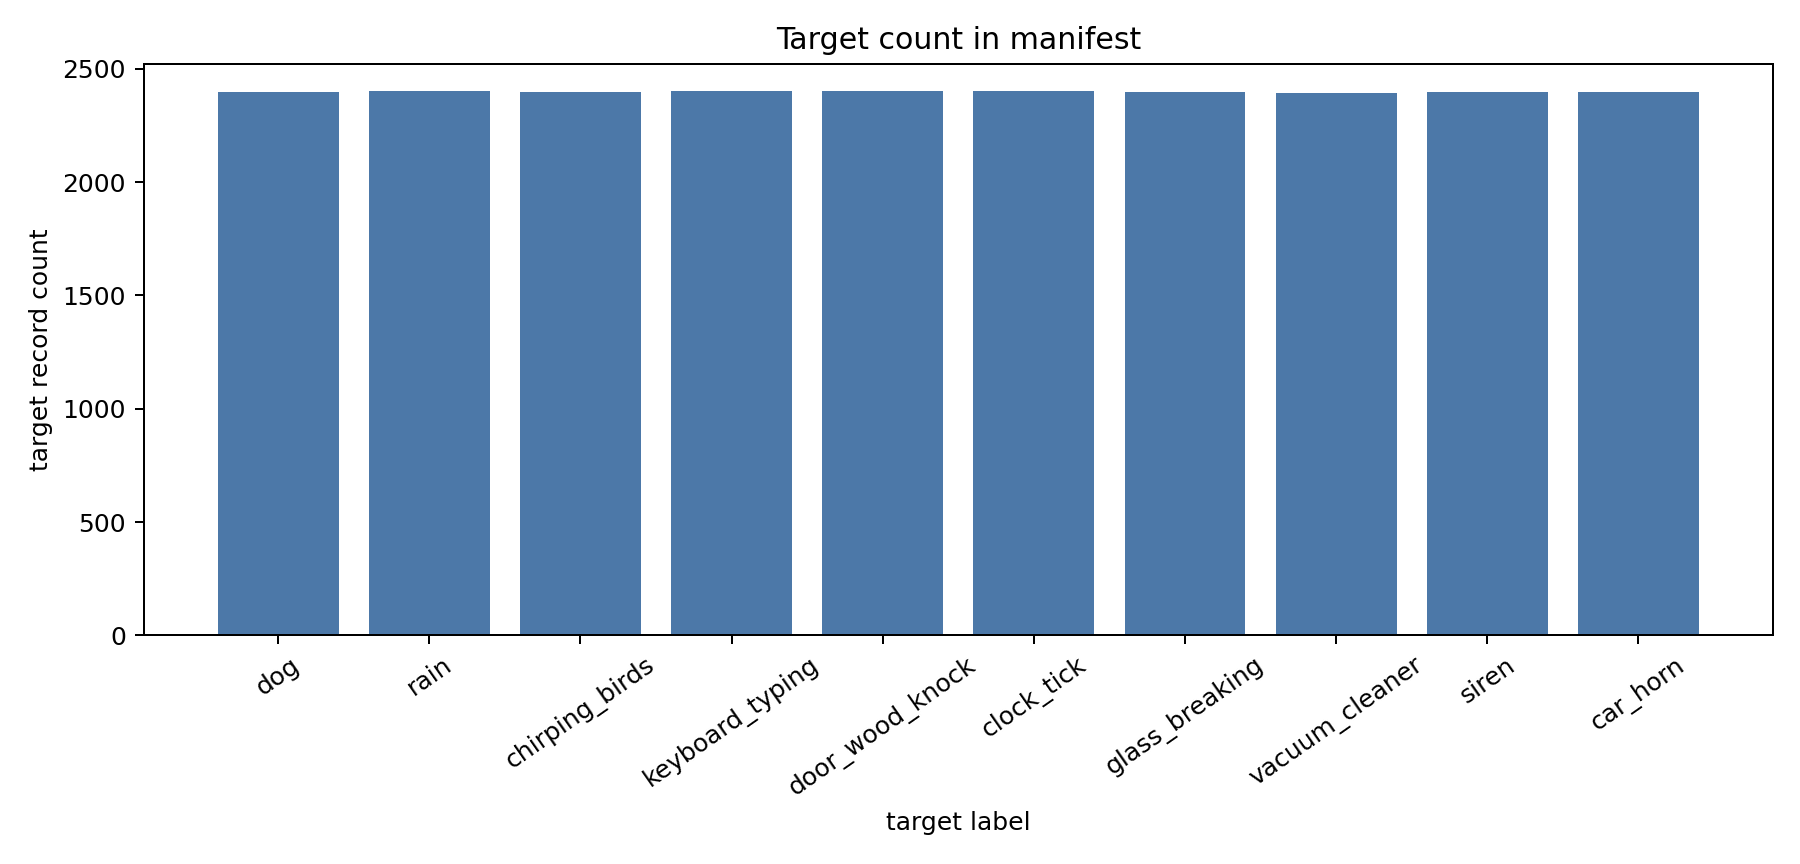 Target count in manifest
2500
2000
1500
1000
500
0
target record count
dog
rain
chirping_birds
keyboard_typing
door_wood_knock
clock_tick
glass_breaking
vacuum_cleaner
siren
car_horn
target label